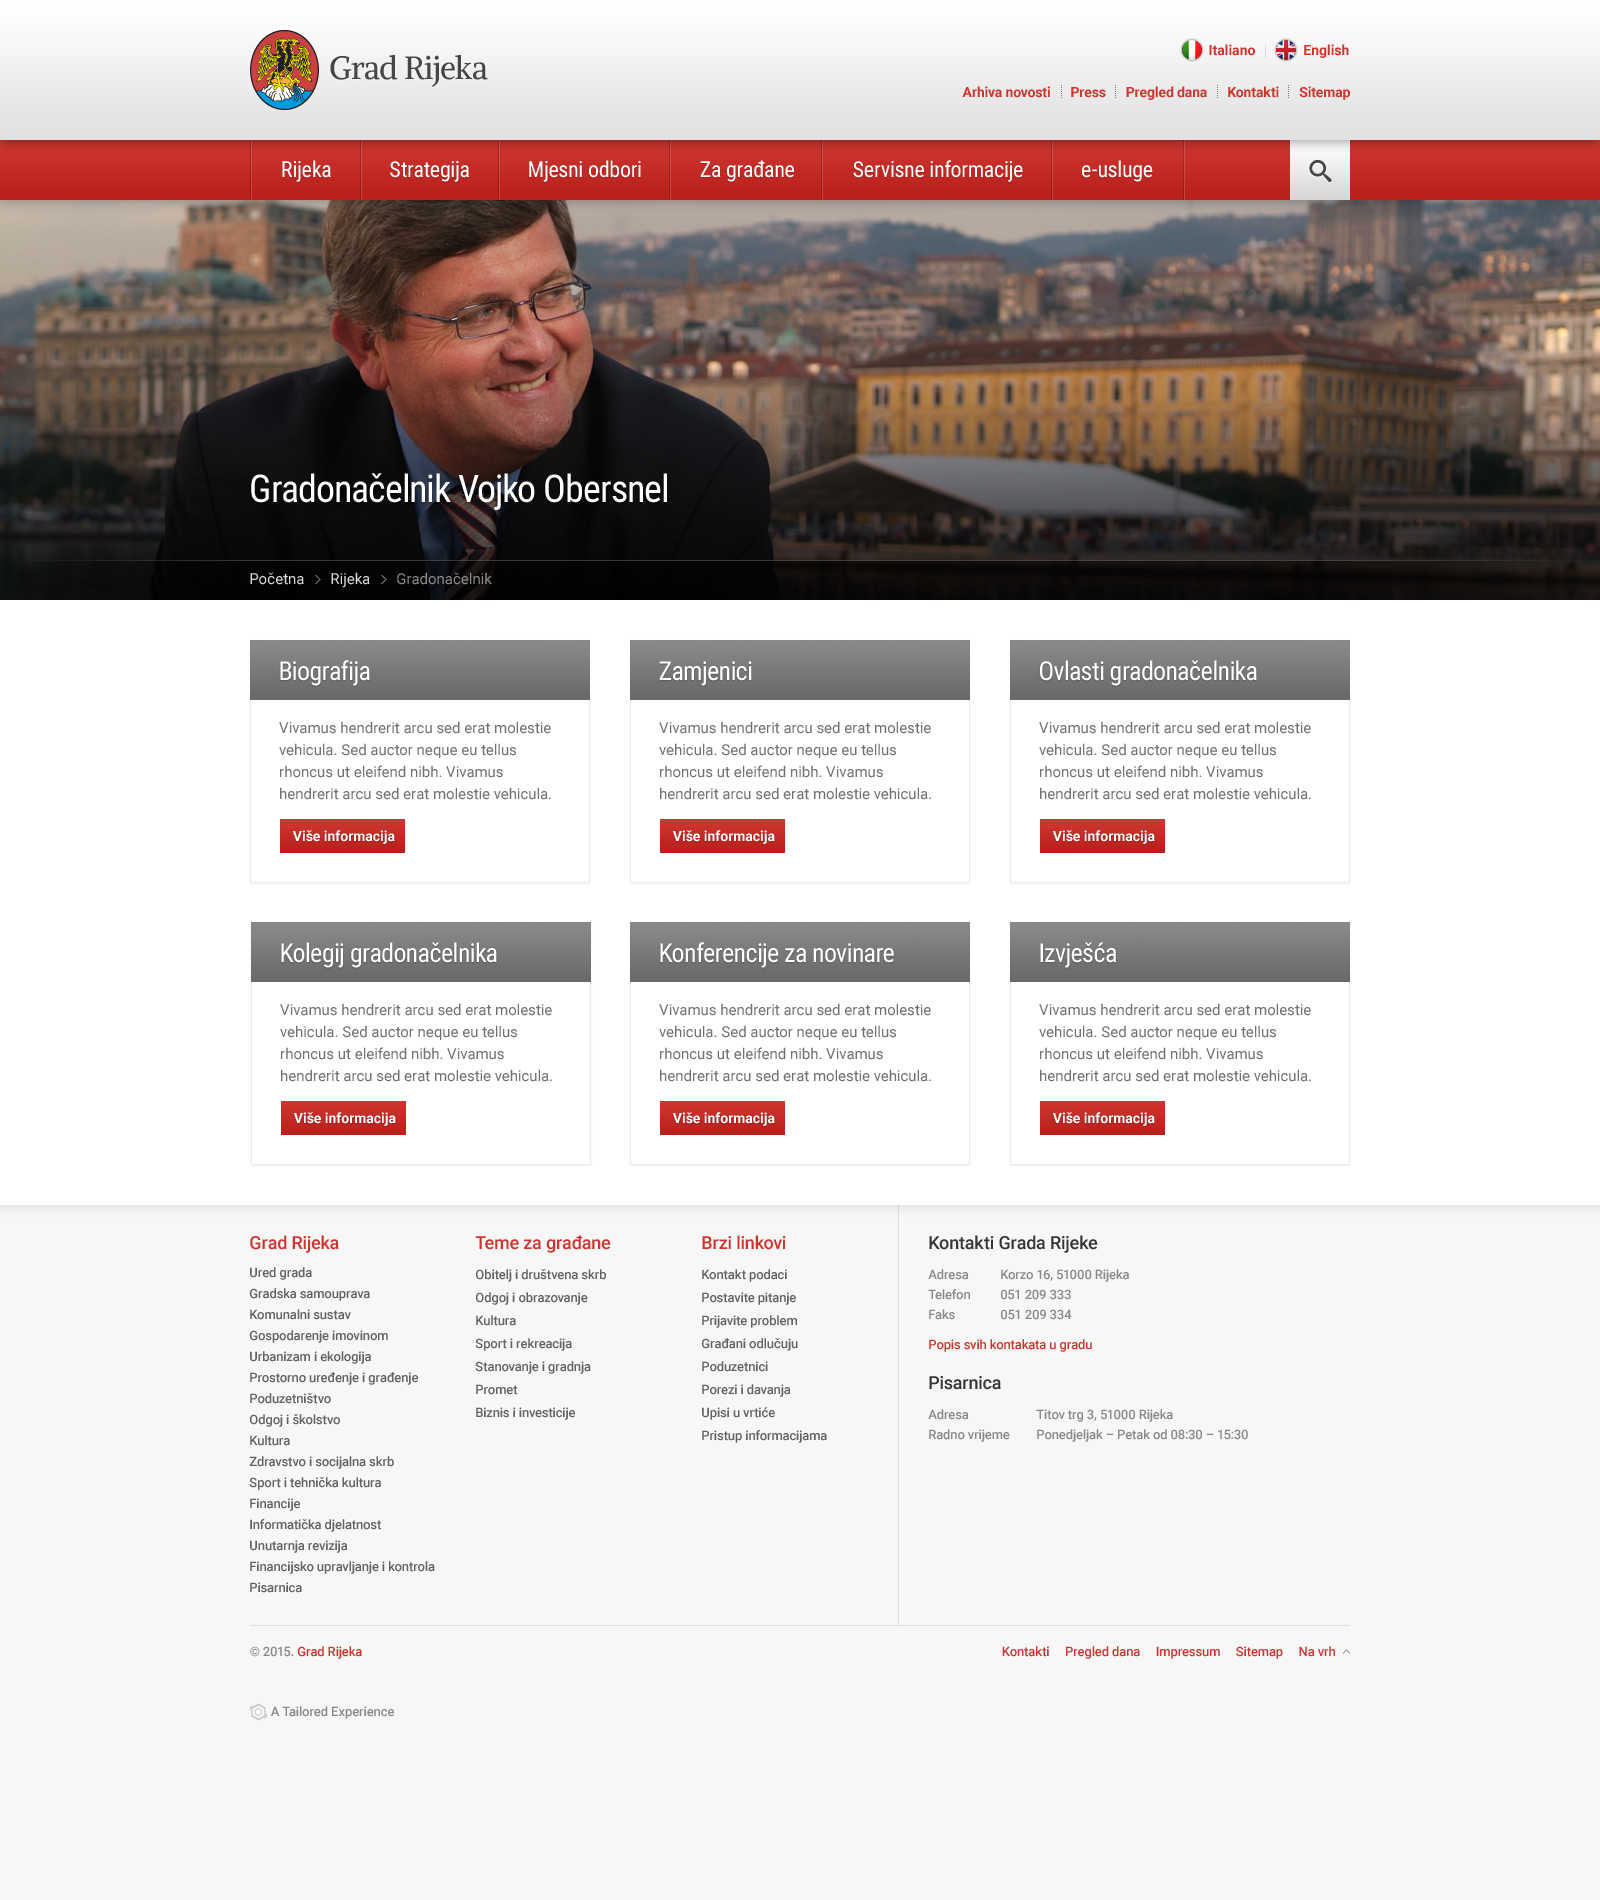 Grad Rijeka
Italiano
English
Arhiva novosti
Press
Pregled dana
Kontakti
Sitemap
Rijeka
Strategija
Mjesni odbori
Za građane
Servisne informacije
e-usluge
Gradonačelnik Vojko Obersnel
Početna
Rijeka
Gradonačelnik
Biografija
Vivamus hendrerit arcu sed erat molestie
vehicula. Sed auctor neque eu tellus
rhoncus ut eleifend nibh. Vivamus
hendrerit arcu sed erat molestie vehicula.
Više informacija
Zamjenici
Vivamus hendrerit arcu sed erat molestie
vehicula. Sed auctor neque eu tellus
rhoncus ut eleifend nibh. Vivamus
hendrerit arcu sed erat molestie vehicula.
Više informacija
Ovlasti gradonačelnika
Vivamus hendrerit arcu sed erat molestie
vehicula. Sed auctor neque eu tellus
rhoncus ut eleifend nibh. Vivamus
hendrerit arcu sed erat molestie vehicula.
Više informacija
Kolegij gradonačelnika
Vivamus hendrerit arcu sed erat molestie
vehicula. Sed auctor neque eu tellus
rhoncus ut eleifend nibh. Vivamus
hendrerit arcu sed erat molestie vehicula.
Više informacija
Konferencije za novinare
Vivamus hendrerit arcu sed erat molestie
vehicula. Sed auctor neque eu tellus
rhoncus ut eleifend nibh. Vivamus
hendrerit arcu sed erat molestie vehicula.
Više informacija
Izvješća
Vivamus hendrerit arcu sed erat molestie
vehicula. Sed auctor neque eu tellus
rhoncus ut eleifend nibh. Vivamus
hendrerit arcu sed erat molestie vehicula.
Više informacija
Grad Rijeka
Ured grada
Gradska samouprava
Komunalni sustav
Gospodarenje imovinom
Urbanizam i ekologija
Prostorno uređenje i građenje
Poduzetništvo
Odgoj i školstvo
Kultura
Zdravstvo i socijalna skrb
Sport i tehnička kultura
Financije
Informatička djelatnost
Unutarnja revizija
Financijsko upravljanje i kontrola
Pisarnica
Teme za građane
Obitelj i društvena skrb
Odgoj i obrazovanje
Kultura
Sport i rekreacija
Stanovanje i gradnja
Promet
Biznis i investicije
Brzi linkovi
Kontakt podaci
Postavite pitanje
Prijavite problem
Građani odlučuju
Poduzetnici
Porezi i davanja
Upisi u vrtiće
Pristup informacijama
Kontakti Grada Rijeke
Adresa Korzo 16, 51000 Rijeka
Telefon 051 209 333
Faks 051 209 334
Popis svih kontakata u gradu
Pisarnica
Adresa Titov trg 3, 51000 Rijeka
Radno vrijeme Ponedjeljak – Petak od 08:30 – 15:30
© 2015. Grad Rijeka
Kontakti
Pregled dana
Impressum
Sitemap
Na vrh
A Tailored Experience